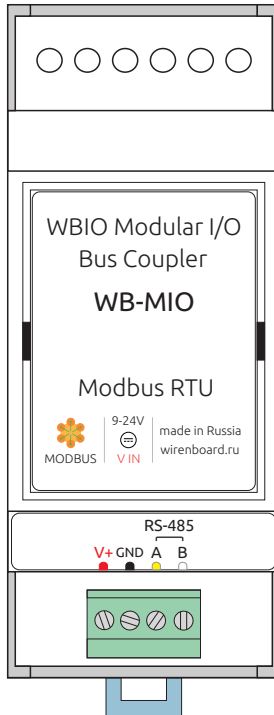 WBIO Modular I/O
Bus Coupler
WB-MIO
Modbus RTU
MODBUS
9-24V
V IN
made in Russia
wirenboard.ru
RS-485
V+ GND A B